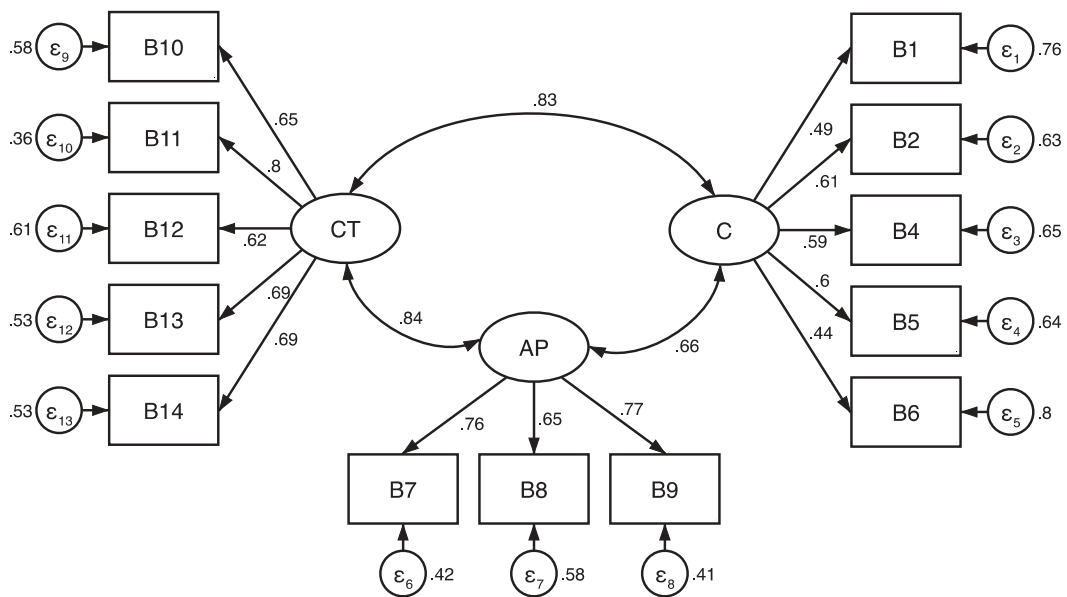 .58 ε9 B10
.36 ε10 B11
.61 ε11 B12
.53 ε12 B13
.53 ε13 B14
.65
.8
.62
.69
.69
CT
.83
.84
AP
.66
C
.49
.61
.59
.6
.44
B1 ε1 .76
B2 ε2 .63
B4 ε3 .65
B5 ε4 .64
B6 ε5 .8
.76 .65 .77
B7 B8 B9
ε6 .42 ε7 .58 ε8 .41